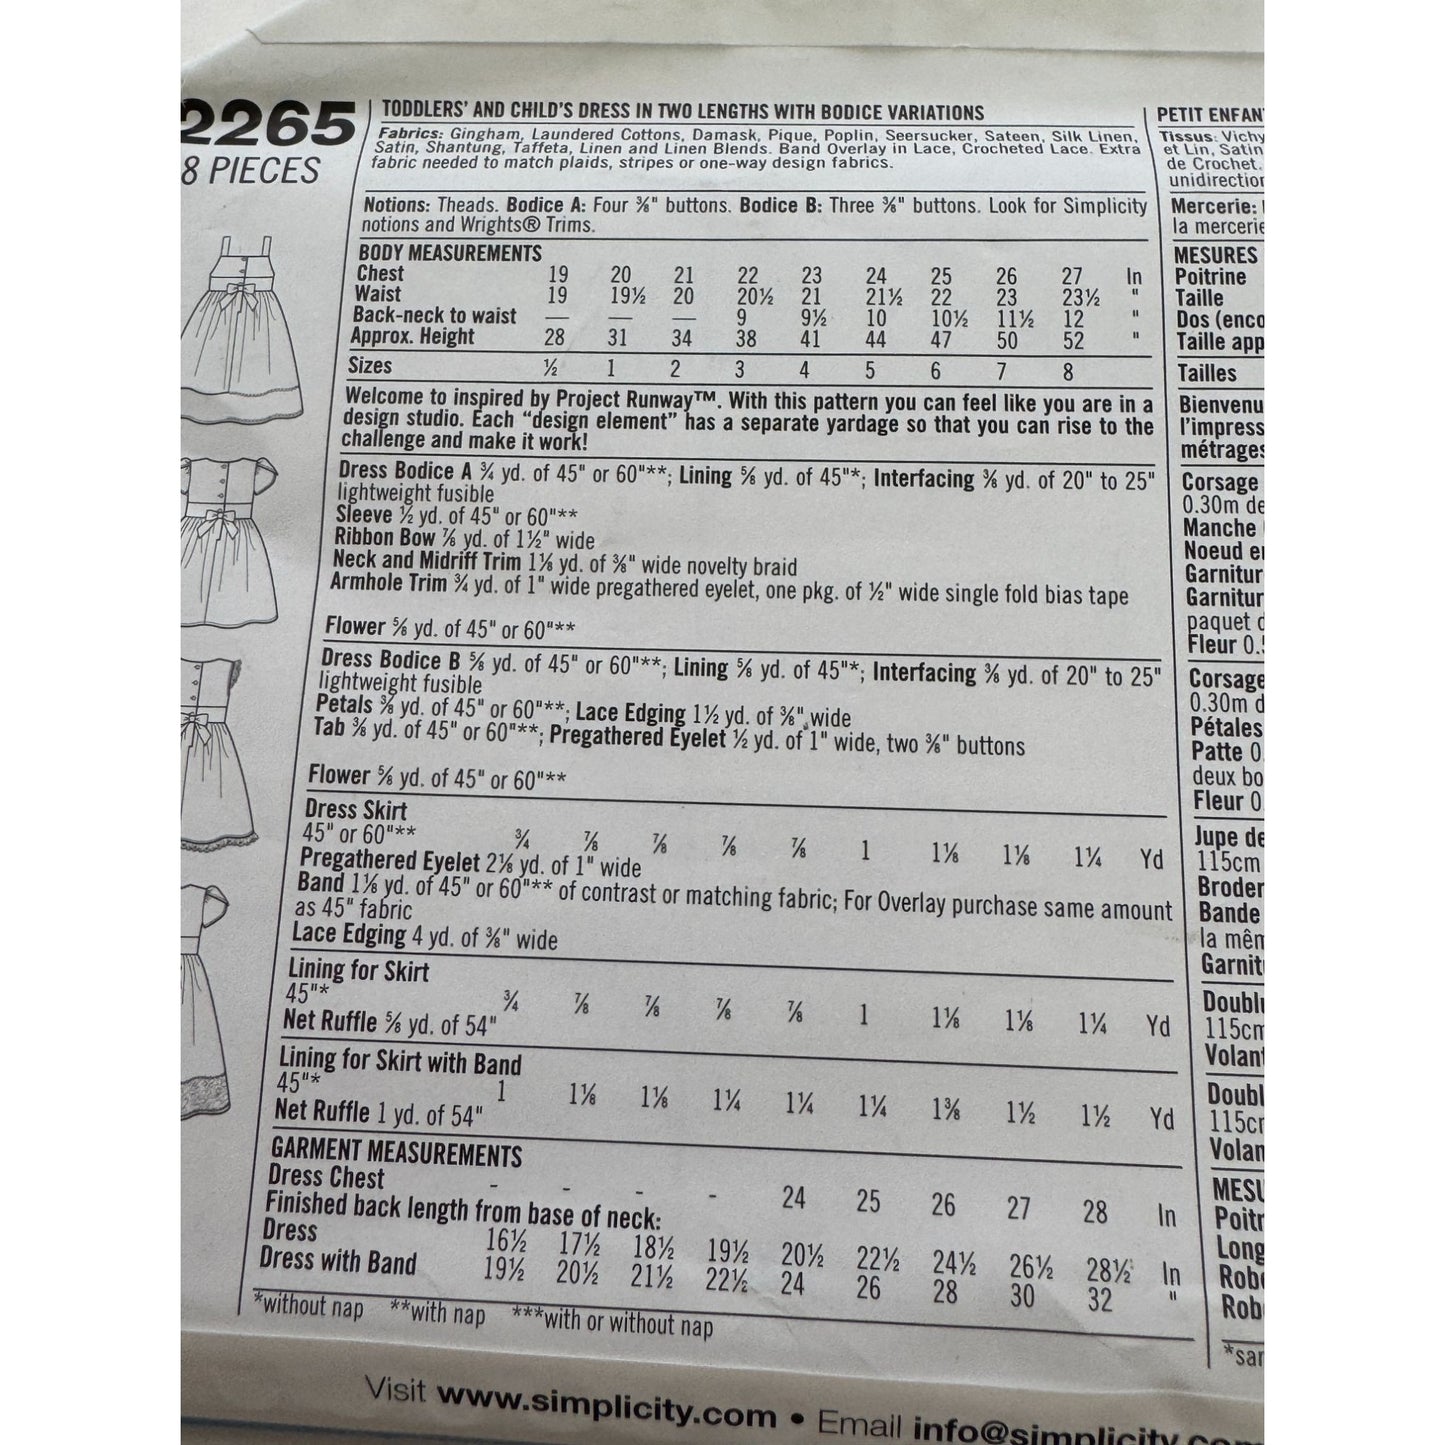 2265
8 PIECES
TODDLERS' AND CHILD'S DRESS IN TWO LENGTHS WITH BODICE VARIATIONS
Fabrics: Gingham, Laundered Cottons, Damask, Pique, Poplin, Seersucker, Sateen, Silk Linen,
Satin, Shantung, Taffeta, Linen and Linen Blends. Band Overlay in Lace, Crocheted Lace. Extra
fabric needed to match plaids, stripes or one-way design fabrics.
Notions: Theads. Bodice A: Four ⅜" buttons. Bodice B: Three ⅜" buttons. Look for Simplicity
notions and Wrights® Trims.
BODY MEASUREMENTS
Chest 19 20 21 22 23 24 25 26 27 In
Waist 19 19½ 20 20½ 21 21½ 22 23 23½ "
Back-neck to waist — — — 9 9½ 10 10½ 11½ 12 "
Approx. Height 28 31 34 38 41 44 47 50 52 "
Sizes ½ 1 2 3 4 5 6 7 8
Welcome to inspired by Project Runway™. With this pattern you can feel like you are in a
design studio. Each “design element” has a separate yardage so that you can rise to the
challenge and make it work!
Dress Bodice A ¾ yd. of 45" or 60"**; Lining ⅝ yd. of 45"*; Interfacing ⅜ yd. of 20" to 25"
lightweight fusible
Sleeve ½ yd. of 45" or 60"**
Ribbon Bow ⅞ yd. of 1½" wide
Neck and Midriff Trim 1⅛ yd. of ⅜" wide novelty braid
Armhole Trim ¾ yd. of 1" wide pregathered eyelet, one pkg. of ½" wide single fold bias tape
Flower ⅝ yd. of 45" or 60"**
Dress Bodice B ⅝ yd. of 45" or 60"**; Lining ⅝ yd. of 45"*; Interfacing ⅜ yd. of 20" to 25"
lightweight fusible
Petals ⅜ yd. of 45" or 60"**; Lace Edging 1½ yd. of ⅜" wide
Tab ⅜ yd. of 45" or 60"**; Pregathered Eyelet ½ yd. of 1" wide, two ⅜" buttons
Flower ⅝ yd. of 45" or 60"**
Dress Skirt
45" or 60"** ¾ ⅞ ⅞ ⅞ ⅞ 1 1⅛ 1⅛ 1¼ Yd
Pregathered Eyelet 2⅛ yd. of 1" wide
Band 1⅛ yd. of 45" or 60"** of contrast or matching fabric; For Overlay purchase same amount
as 45" fabric
Lace Edging 4 yd. of ⅜" wide
Lining for Skirt
45"* ¾ ⅞ ⅞ ⅞ ⅞ 1 1⅛ 1⅛ 1¼ Yd
Net Ruffle ⅝ yd. of 54"
Lining for Skirt with Band
45"* 1 1⅛ 1⅛ 1¼ 1¼ 1¼ 1⅜ 1½ 1½ Yd
Net Ruffle 1 yd. of 54"
GARMENT MEASUREMENTS
Dress Chest - - - - 24 25 26 27 28 In
Finished back length from base of neck:
Dress 16½ 17½ 18½ 19½ 20½ 22½ 24½ 26½ 28½ In
Dress with Band 19½ 20½ 21½ 22½ 24 26 28 30 32 "
*without nap **with nap ***with or without nap
PETIT ENFAN
Tissus: Vichy
et Lin, Satin
de Crochet.
unidirection
Mercerie:
la mercerie
MESURES
Poitrine
Taille
Dos (enco
Taille app
Tailles
Bienvenu
l'impress
métrages
Corsage
0.30m de
Manche
Noeud e
Garnitur
Garnitur
paquet d
Fleur 0.
Corsage
0.30m d
Pétales
Patte 0
deux bo
Fleur 0
Jupe de
115cm
Broder
Bande
la mêm
Garnit
Doubl
115cm
Volant
Doubl
115cm
Volan
MESU
Poitr
Long
Rob
Rob
*sar
Visit www.simplicity.com • Email info@simplicity.com